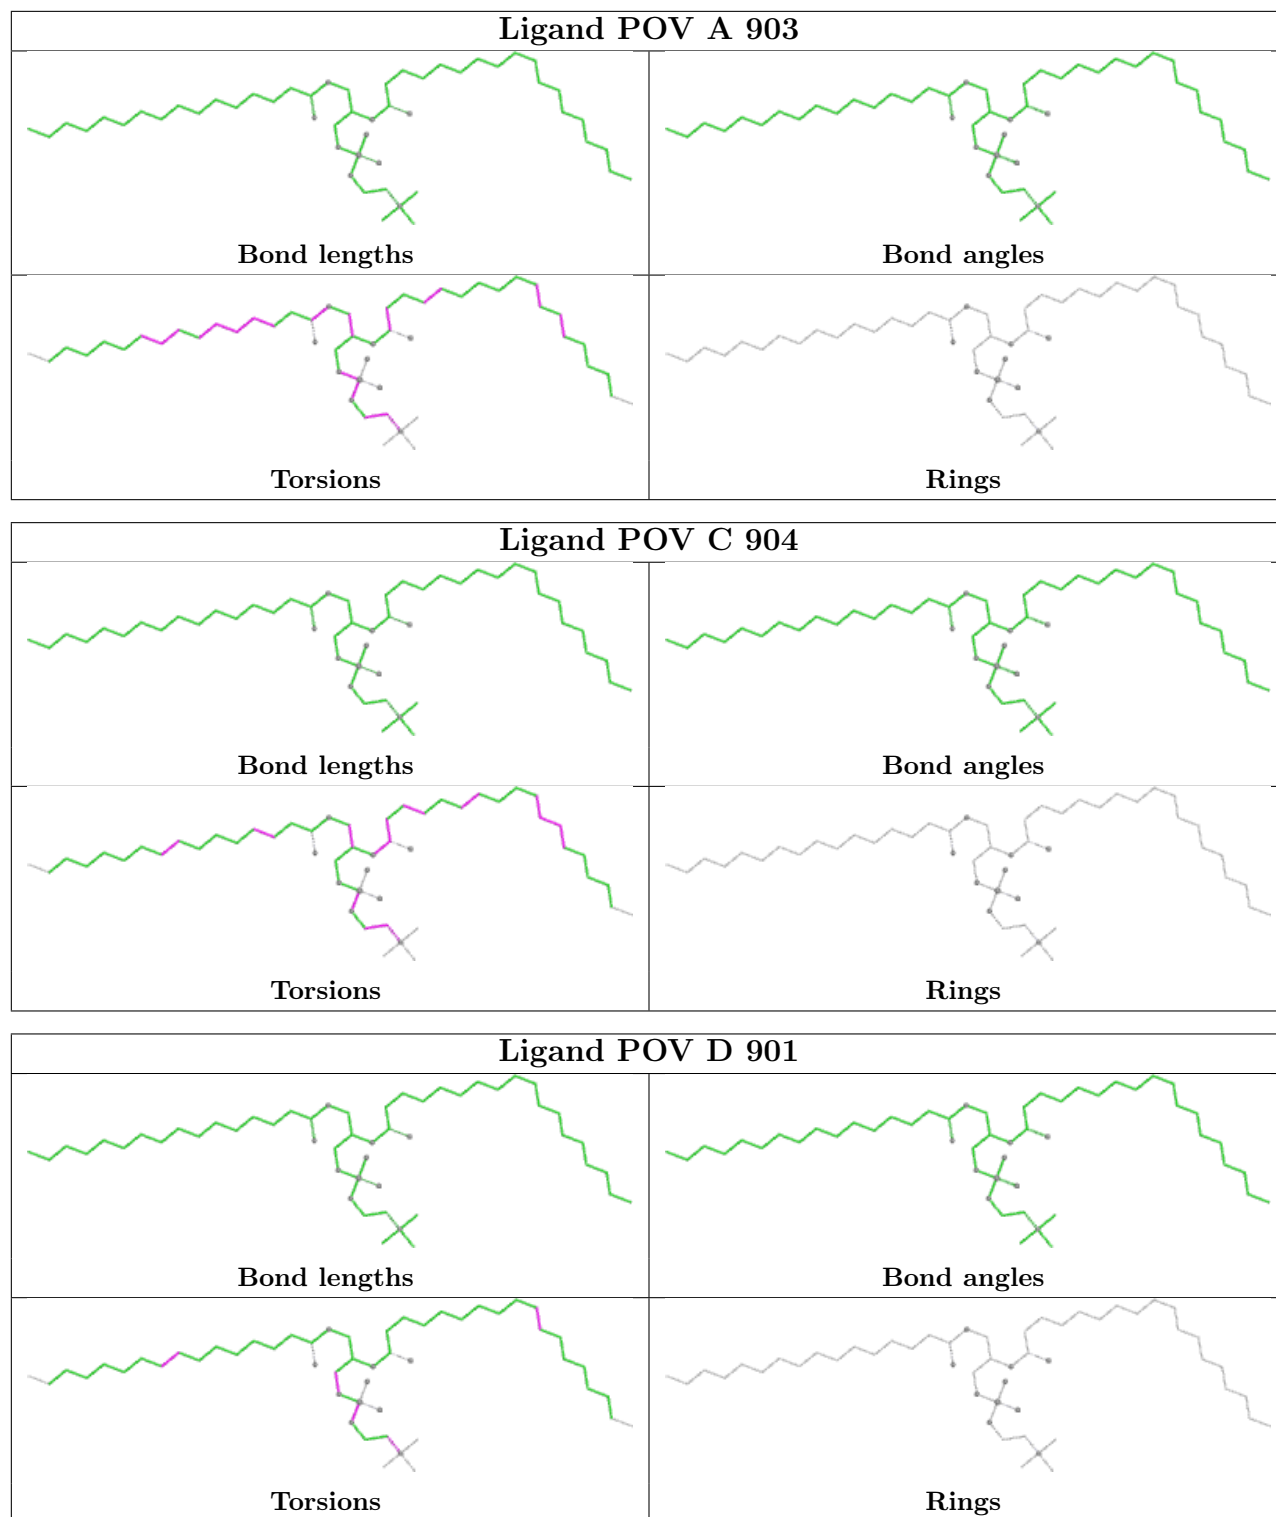 Ligand POV A 903
Bond lengths
Bond angles
Torsions
Rings
Ligand POV C 904
Bond lengths
Bond angles
Torsions
Rings
Ligand POV D 901
Bond lengths
Bond angles
Torsions
Rings